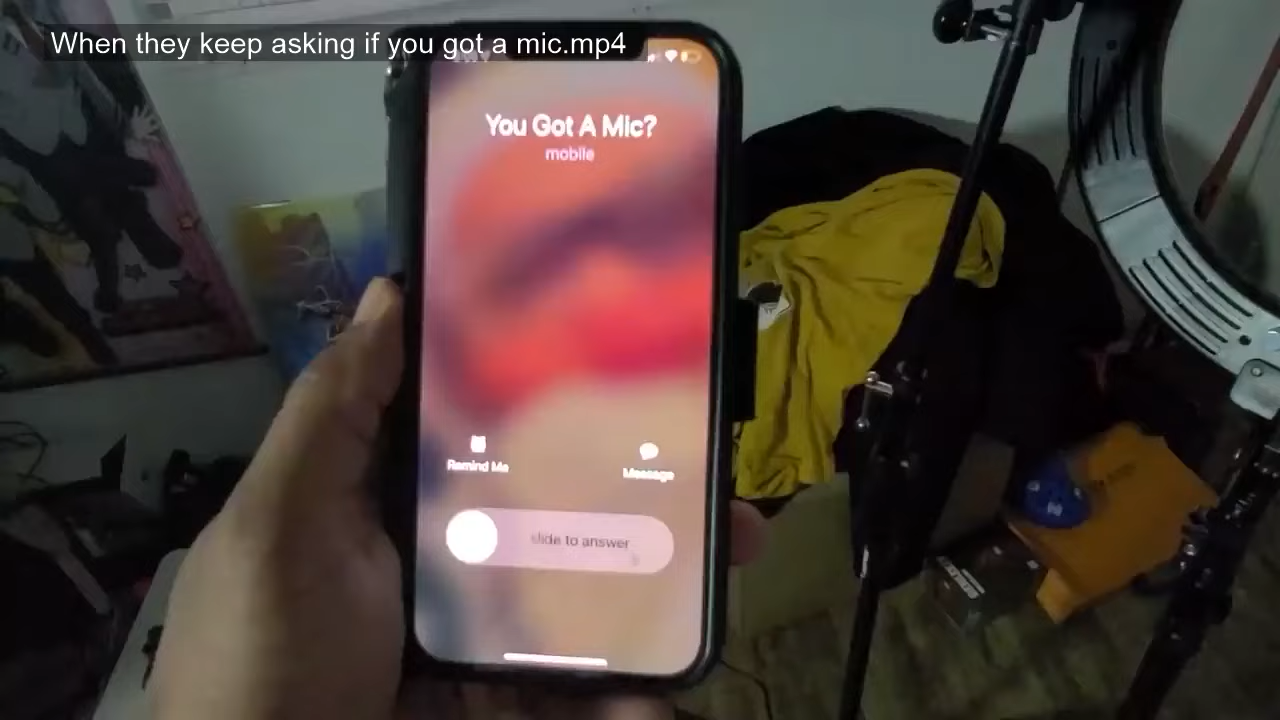 When they keep asking if you got a mic.mp4
You Got A Mic?
mobile
Remind Me
Message
slide to answer